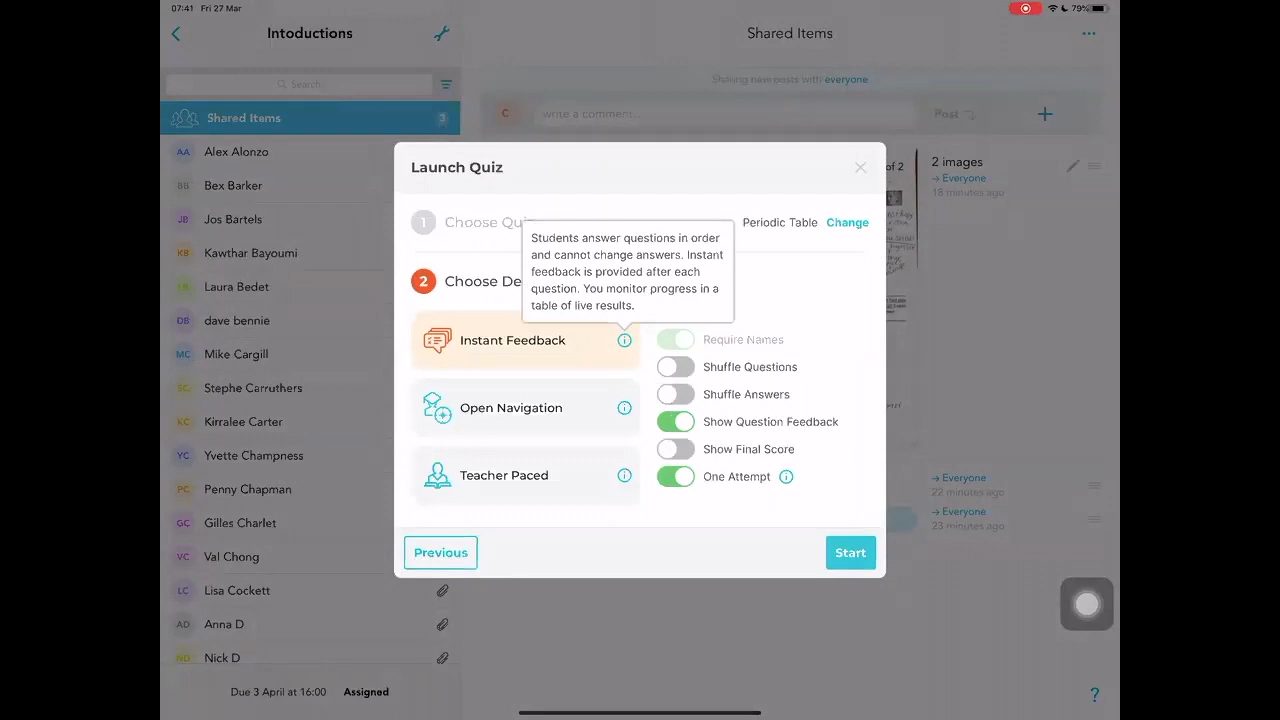 07:41 Fri 27 Mar
79%
Intoductions
Shared Items
Search
Sharing new posts with everyone
Shared Items 3
C write a comment... Post
AA Alex Alonzo
BB Bex Barker
JB Jos Bartels
KB Kawthar Bayoumi
LB Laura Bedet
DB dave bennie
MC Mike Cargill
SC Stephe Carruthers
KC Kirralee Carter
YC Yvette Champness
PC Penny Chapman
GC Gilles Charlet
VC Val Chong
LC Lisa Cockett
AD Anna D
ND Nick D
Due 3 April at 16:00 Assigned
of 2
2 images
→ Everyone
18 minutes ago
→ Everyone
22 minutes ago
→ Everyone
23 minutes ago
Launch Quiz
1 Choose Qui
Periodic Table Change
Students answer questions in order
and cannot change answers. Instant
feedback is provided after each
question. You monitor progress in a
table of live results.
2 Choose De
Instant Feedback
Open Navigation
Teacher Paced
Require Names
Shuffle Questions
Shuffle Answers
Show Question Feedback
Show Final Score
One Attempt
Previous
Start
?